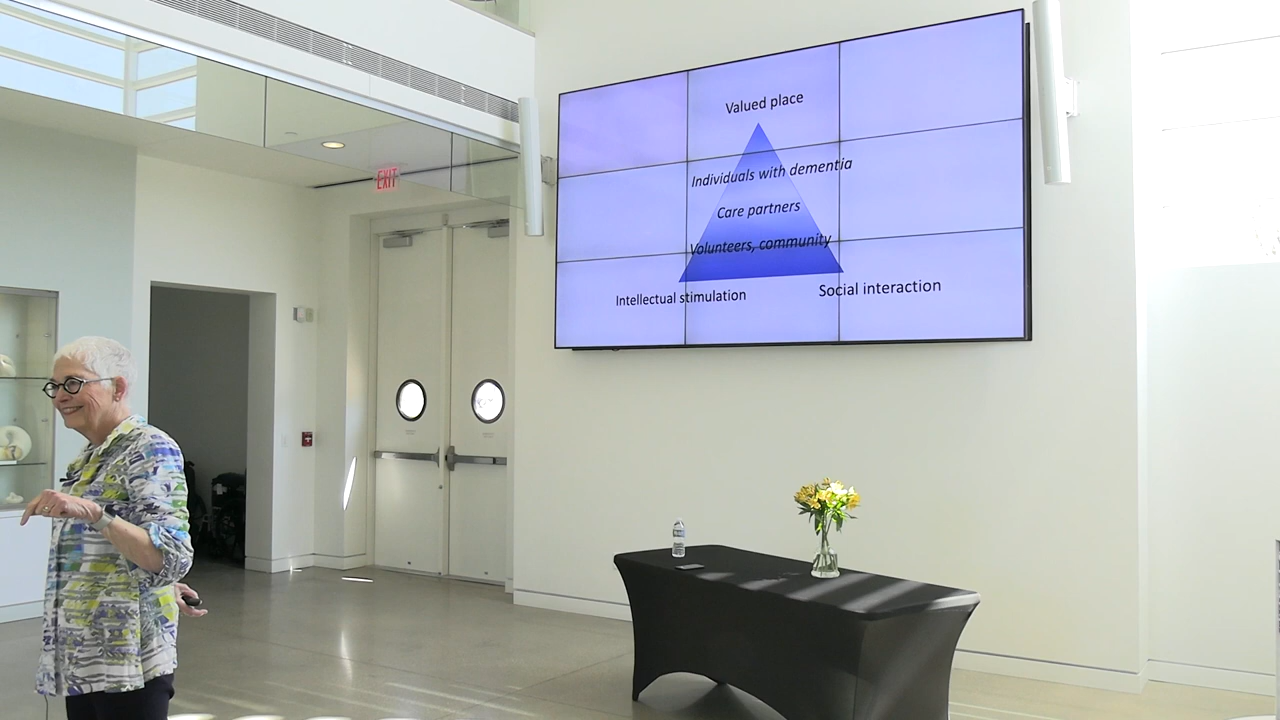 Valued place
Individuals with dementia
Care partners
Volunteers, community
Intellectual stimulation
Social interaction
EXIT